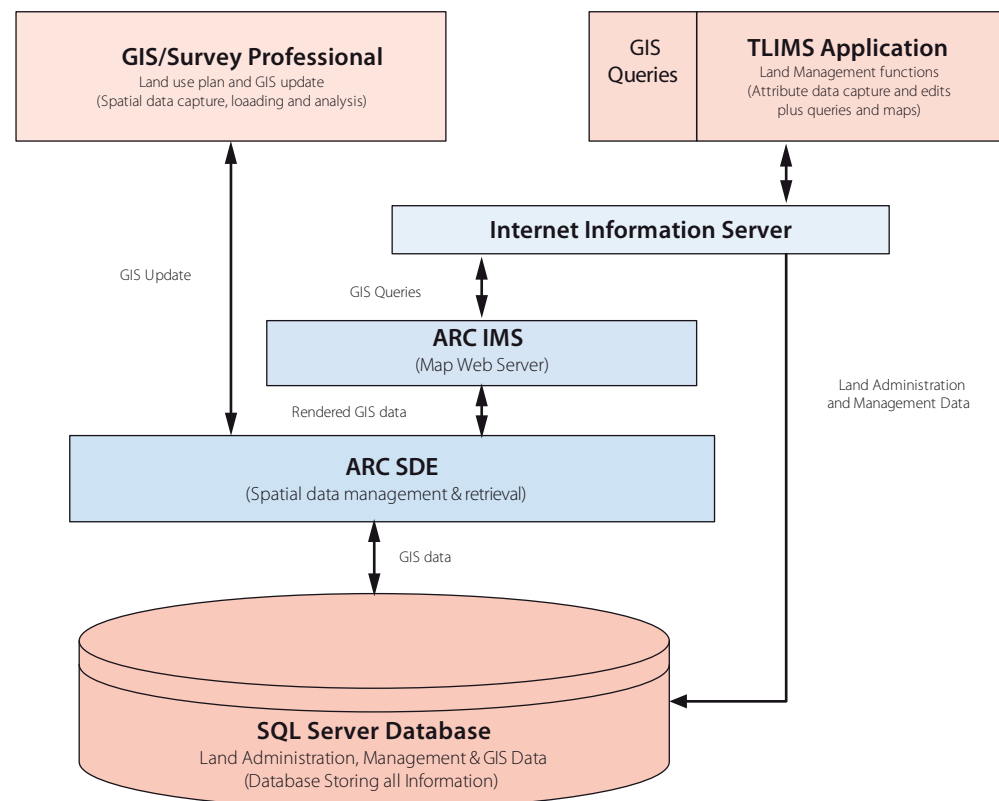 GIS/Survey Professional
Land use plan and GIS update
(Spatial data capture, loaading and analysis)
GIS
Queries
TLIMS Application
Land Management functions
(Attribute data capture and edits
plus queries and maps)
Internet Information Server
GIS Update
GIS Queries
ARC IMS
(Map Web Server)
Land Administration
and Management Data
Rendered GIS data
ARC SDE
(Spatial data management & retrieval)
GIS data
SQL Server Database
Land Administration, Management & GIS Data
(Database Storing all Information)